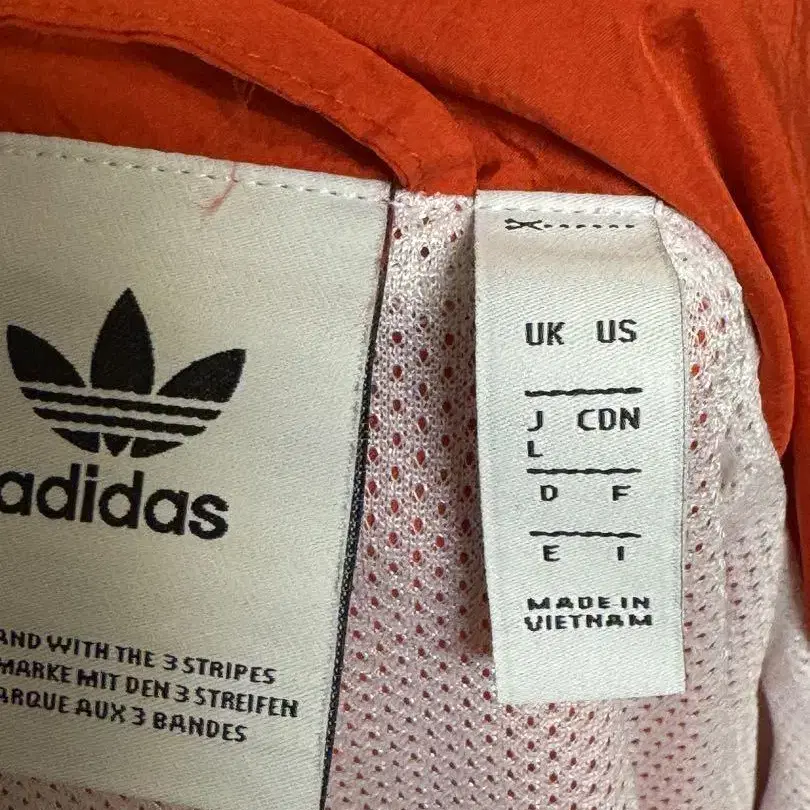 adidas
AND WITH THE 3 STRIPES
MARKE MIT DEN 3 STREIFEN
ARQUE AUX 3 BANDES
UK US
J CDN
L
D F
E I
MADE IN
VIETNAM